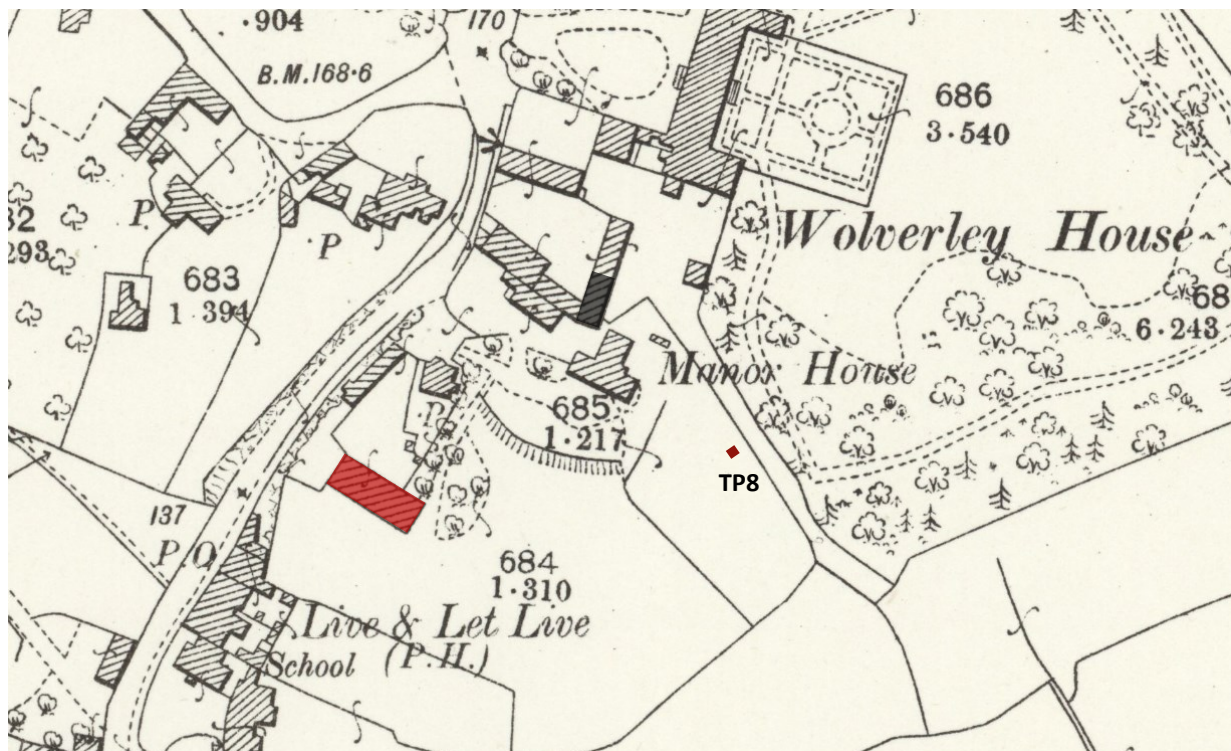 ·904
170
B.M.168·6
686
3·540
P
P
Wolverley House
683
1·394
293
68
6·243
Manor House
685
1·217
P
TP8
137
P.O.
684
1·310
Live & Let Live
(P.H.)
School